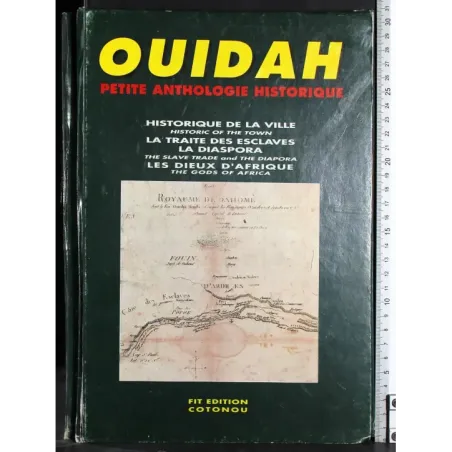 OUIDAH
PETITE ANTHOLOGIE HISTORIQUE
HISTORIQUE DE LA VILLE
HISTORIC OF THE TOWN
LA TRAITE DES ESCLAVES
LA DIASPORA
THE SLAVE TRADE and THE DIAPORA
LES DIEUX D'AFRIQUE
THE GODS OF AFRICA
ROYAUME DE
FOUIN
FIT EDITION
COTONOU